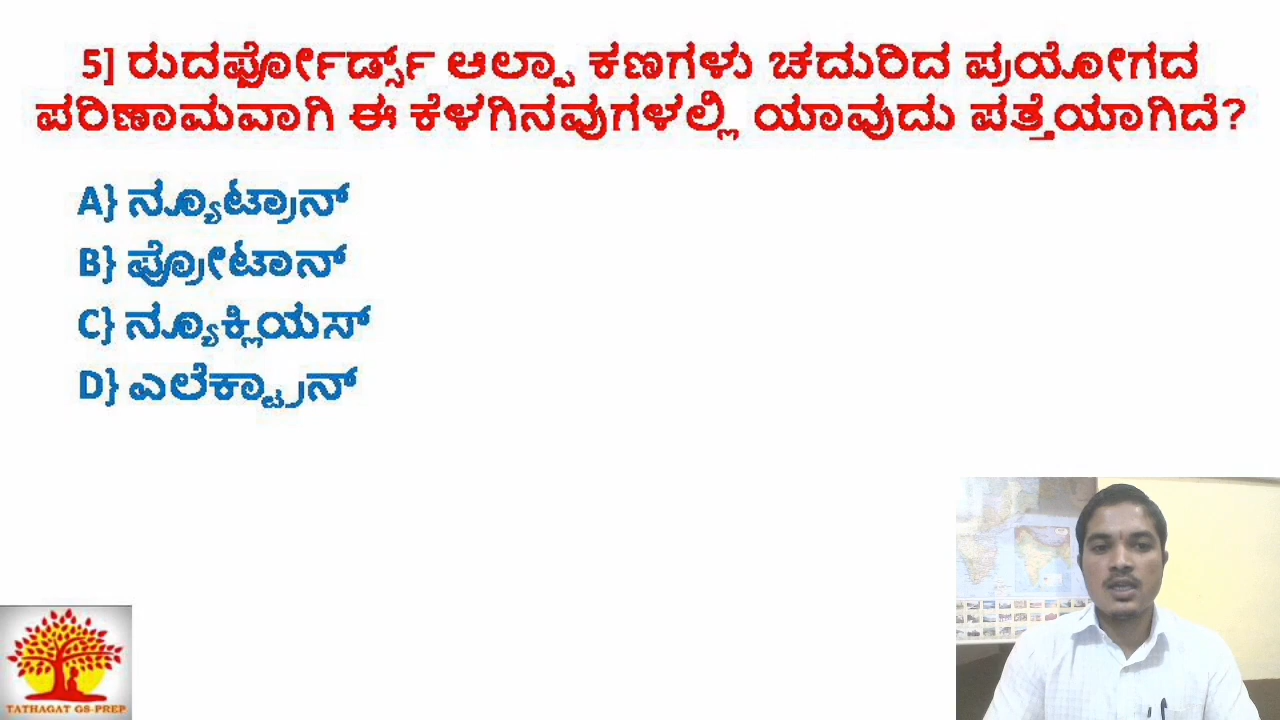 5] ರುದರ್ಫೋರ್ಡ್ಸ್ ಆಲ್ಫಾ ಕಣಗಳು ಚದುರಿದ ಪ್ರಯೋಗದ
ಪರಿಣಾಮವಾಗಿ ಈ ಕೆಳಗಿನವುಗಳಲ್ಲಿ ಯಾವುದು ಪತ್ತೆಯಾಗಿದೆ?
A} ನ್ಯೂಟ್ರಾನ್
B} ಪ್ರೋಟಾನ್
C} ನ್ಯೂಕ್ಲಿಯಸ್
D} ಎಲೆಕ್ಟ್ರಾನ್
TATHAGAT GS-PREP